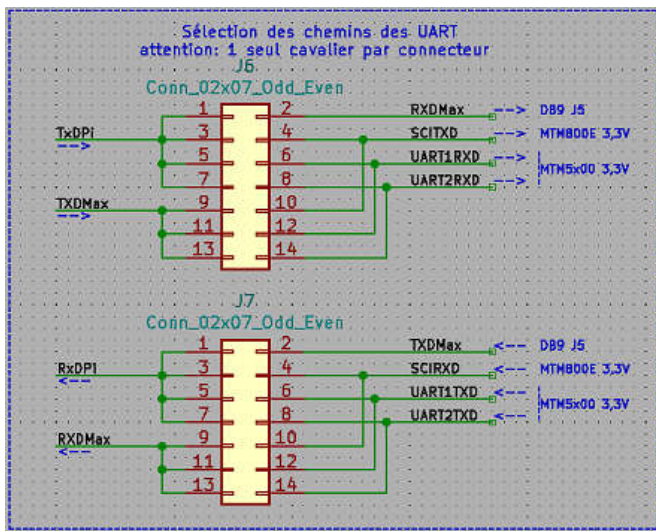 Sélection des chemins des UART
attention: 1 seul cavalier par connecteur
J6
Conn_02x07_Odd_Even
1 2 RXDMax --> DB9 J5
TxDPi --> 3 4 SCITXD --> MTM800E 3,3V
5 6 UART1RXD --> MTM5x00 3,3V
7 8 UART2RXD -->
TXDMax --> 9 10
11 12
13 14
J7
Conn_02x07_Odd_Even
1 2 TXDMax <-- DB9 J5
RxDPi <-- 3 4 SCIRXD <-- MTM800E 3,3V
5 6 UART1TXD <-- MTM5x00 3,3V
7 8 UART2TXD <--
RXDMax <-- 9 10
11 12
13 14